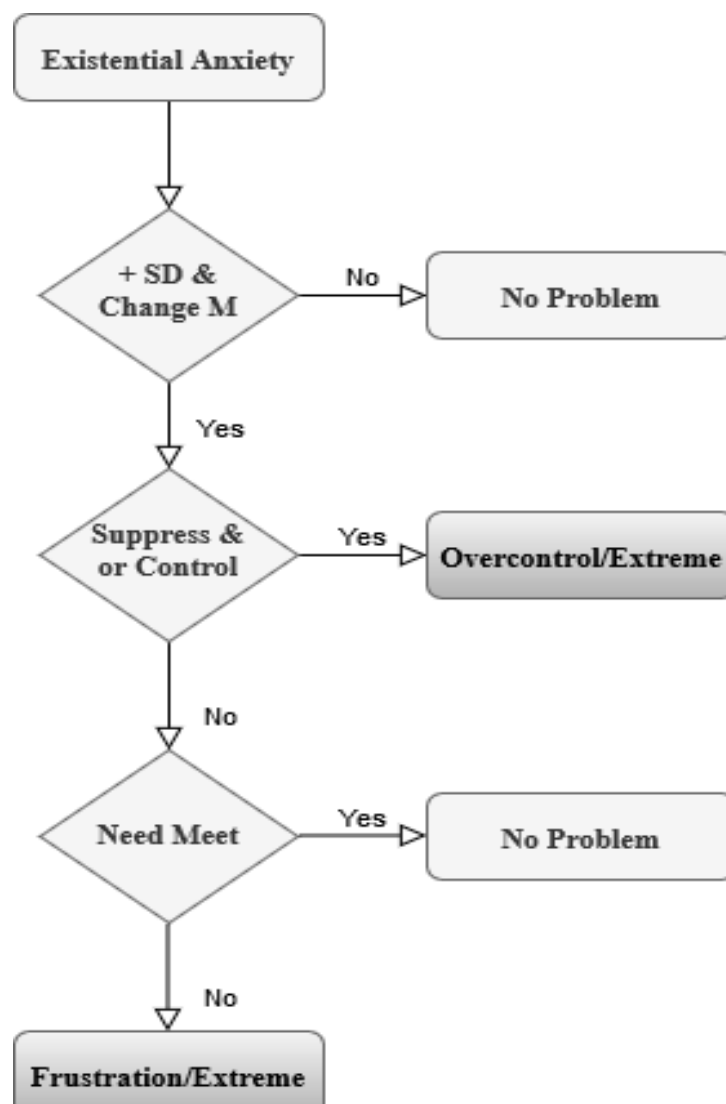 Existential Anxiety
+ SD &
Change M
No
No Problem
Yes
Suppress &
or Control
Yes
Overcontrol/Extreme
No
Need Meet
Yes
No Problem
No
Frustration/Extreme